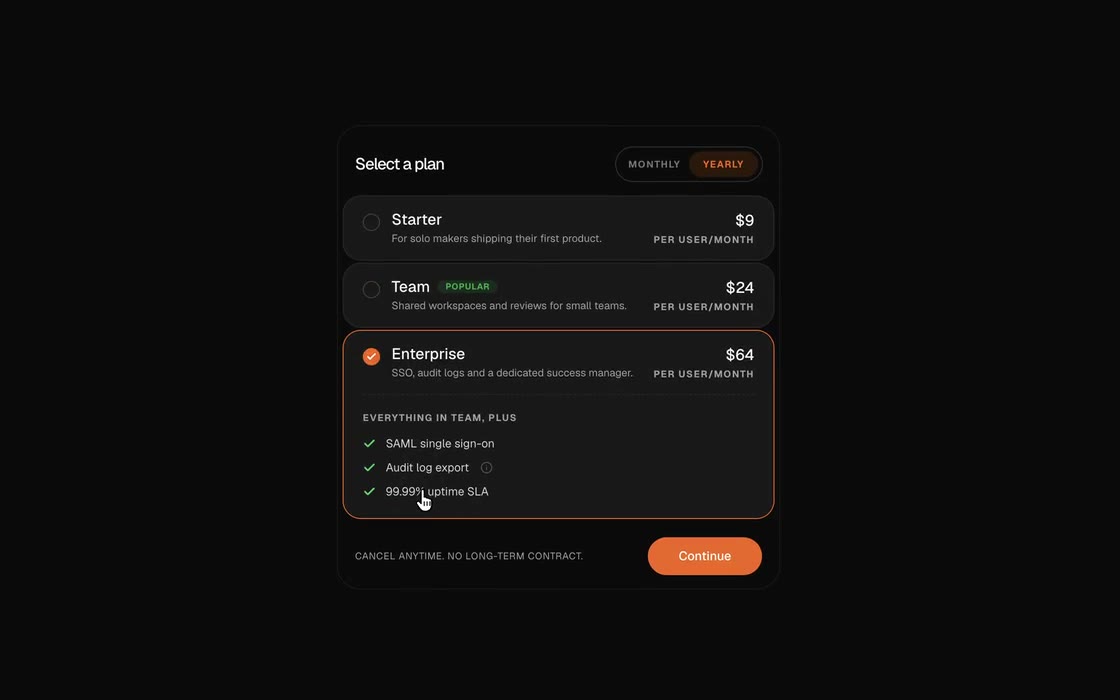 Select a plan
MONTHLY YEARLY
Starter
$9
For solo makers shipping their first product.
PER USER/MONTH
Team POPULAR
$24
Shared workspaces and reviews for small teams.
PER USER/MONTH
Enterprise
$64
SSO, audit logs and a dedicated success manager.
PER USER/MONTH
EVERYTHING IN TEAM, PLUS
SAML single sign-on
Audit log export
99.99% uptime SLA
CANCEL ANYTIME. NO LONG-TERM CONTRACT.
Continue